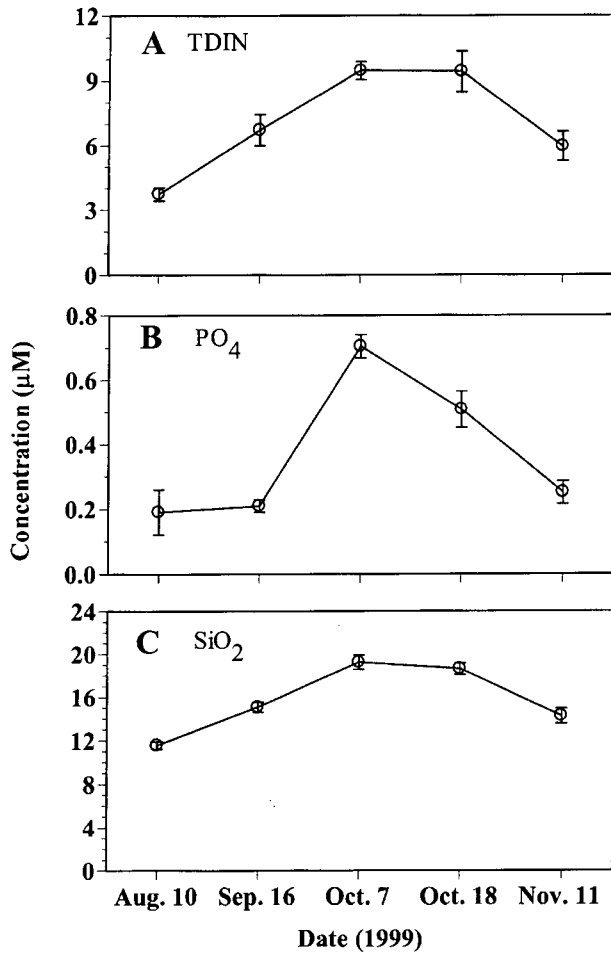 12
A TDIN
9
6
3
0
0.8
B PO4
0.6
0.4
0.2
0.0
Concentration (µM)
24
C SiO2
20
16
12
8
4
0
Aug. 10 Sep. 16 Oct. 7 Oct. 18 Nov. 11
Date (1999)